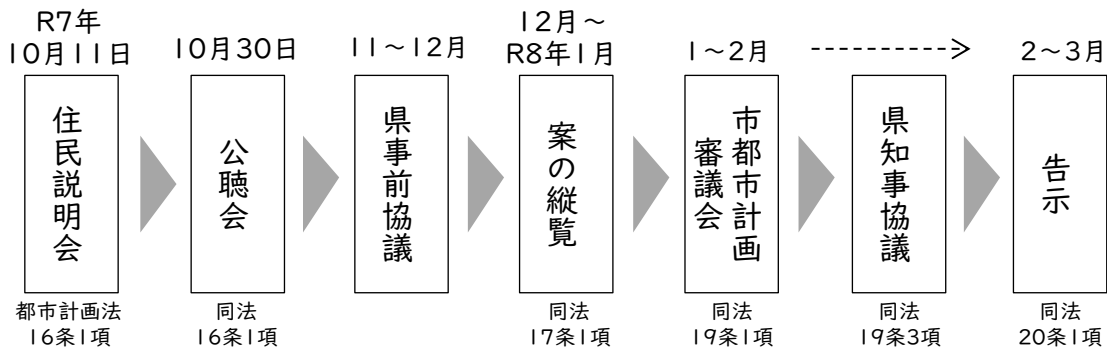 R7年
10月11日
10月30日
11～12月
12月～
R8年1月
1～2月
2～3月
住民説明会
公聴会
県事前協議
案の縦覧
市都市計画
審議会
県知事協議
告示
都市計画法
16条1項
同法
16条1項
同法
17条1項
同法
19条1項
同法
19条3項
同法
20条1項